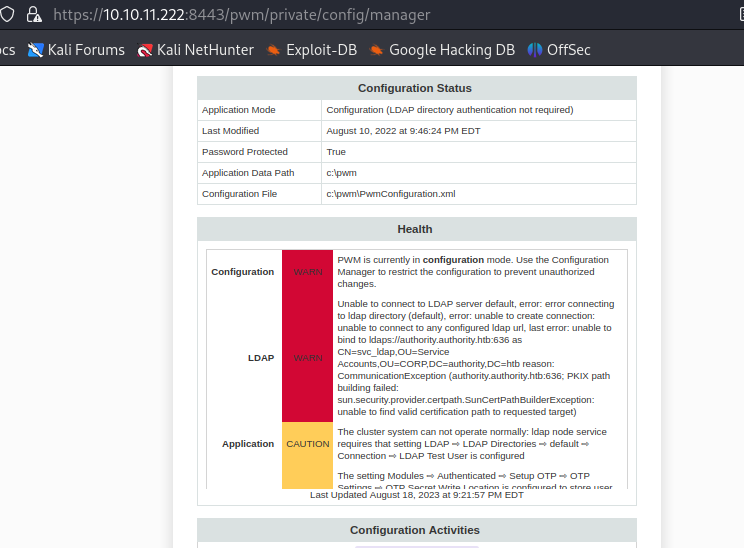 https://10.10.11.222:8443/pwm/private/config/manager
ocs Kali Forums Kali NetHunter Exploit-DB Google Hacking DB OffSec
Configuration Status
Application Mode Configuration (LDAP directory authentication not required)
Last Modified August 10, 2022 at 9:46:24 PM EDT
Password Protected True
Application Data Path c:\pwm
Configuration File c:\pwm\PwmConfiguration.xml
Health
Configuration WARN PWM is currently in configuration mode. Use the Configuration
Manager to restrict the configuration to prevent unauthorized
changes.
LDAP WARN Unable to connect to LDAP server default, error: error connecting
to ldap directory (default), error: unable to create connection:
unable to connect to any configured ldap url, last error: unable to
bind to ldaps://authority.authority.htb:636 as
CN=svc_ldap,OU=Service
Accounts,OU=CORP,DC=authority,DC=htb reason:
CommunicationException (authority.authority.htb:636; PKIX path
building failed:
sun.security.provider.certpath.SunCertPathBuilderException:
unable to find valid certification path to requested target)
Application CAUTION The cluster system can not operate normally: ldap node service
requires that setting LDAP ⇨ LDAP Directories ⇨ default ⇨
Connection ⇨ LDAP Test User is configured
The setting Modules ⇨ Authenticated ⇨ Setup OTP ⇨ OTP
Settings ⇨ OTP Secret Write Location is configured to store user
Last Updated August 18, 2023 at 9:21:57 PM EDT
Configuration Activities